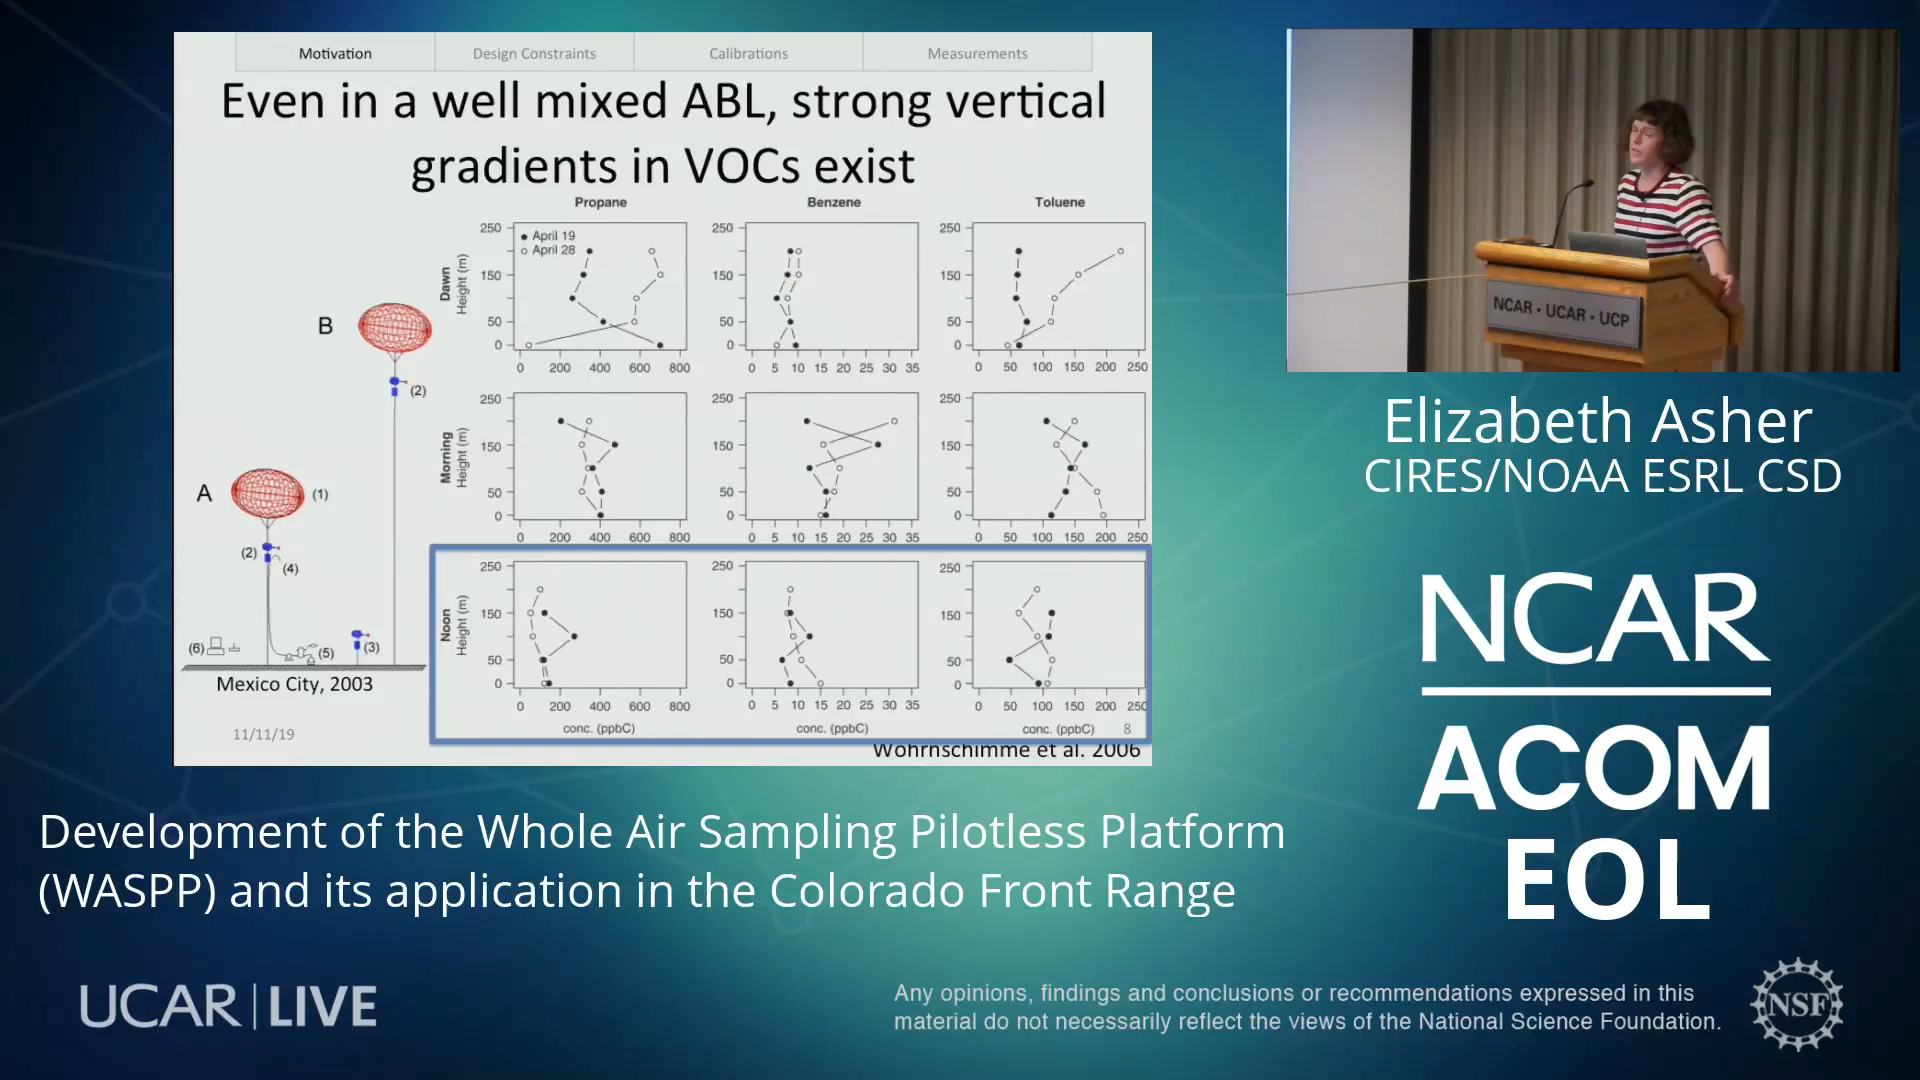 Motivation
Design Constraints
Calibrations
Measurements
Even in a well mixed ABL, strong vertical
gradients in VOCs exist
Propane
Benzene
Toluene
April 19
April 28
Dawn
Height (m)
250
150
50
0
0 200 400 600 800
250
150
50
0
0 5 10 15 20 25 30 35
250
150
50
0
0 50 100 150 200 250
Morning
Height (m)
250
150
50
0
0 200 400 600 800
250
150
50
0
0 5 10 15 20 25 30 35
250
150
50
0
0 50 100 150 200 250
Noon
Height (m)
250
150
50
0
0 200 400 600 800
conc. (ppbC)
250
150
50
0
0 5 10 15 20 25 30 35
conc. (ppbC)
250
150
50
0
0 50 100 150 200 250
conc. (ppbC)
B
(2)
A
(1)
(2)
(4)
(6)
(5)
(3)
Mexico City, 2003
11/11/19
8
Wohrnschimme et al. 2006
NCAR • UCAR • UCP
Elizabeth Asher
CIRES/NOAA ESRL CSD
NCAR
ACOM
EOL
Development of the Whole Air Sampling Pilotless Platform
(WASPP) and its application in the Colorado Front Range
UCAR | LIVE
Any opinions, findings and conclusions or recommendations expressed in this
material do not necessarily reflect the views of the National Science Foundation.
NSF